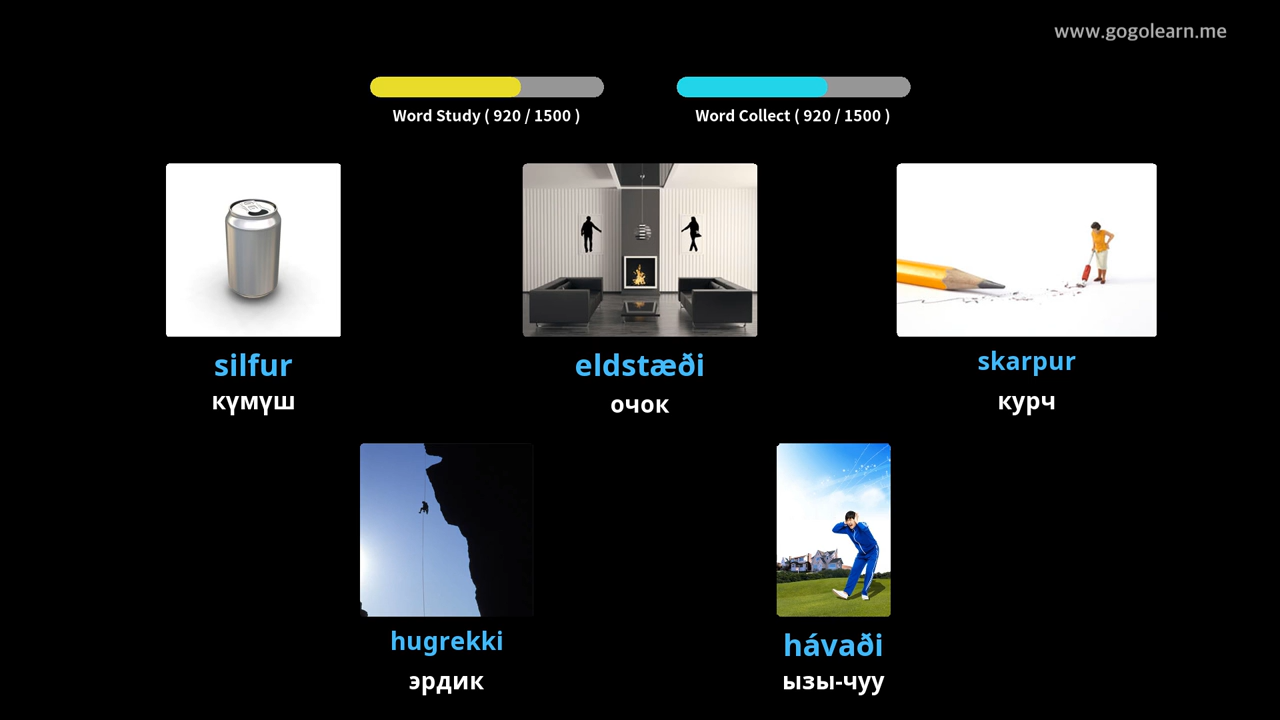 www.gogolearn.me
Word Study ( 920 / 1500 )
Word Collect ( 920 / 1500 )
silfur
күмүш
eldstæði
очок
skarpur
курч
hugrekki
эрдик
hávaði
ызы-чуу